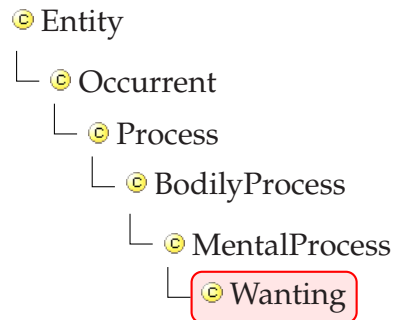 Entity
Occurrent
Process
BodilyProcess
MentalProcess
Wanting